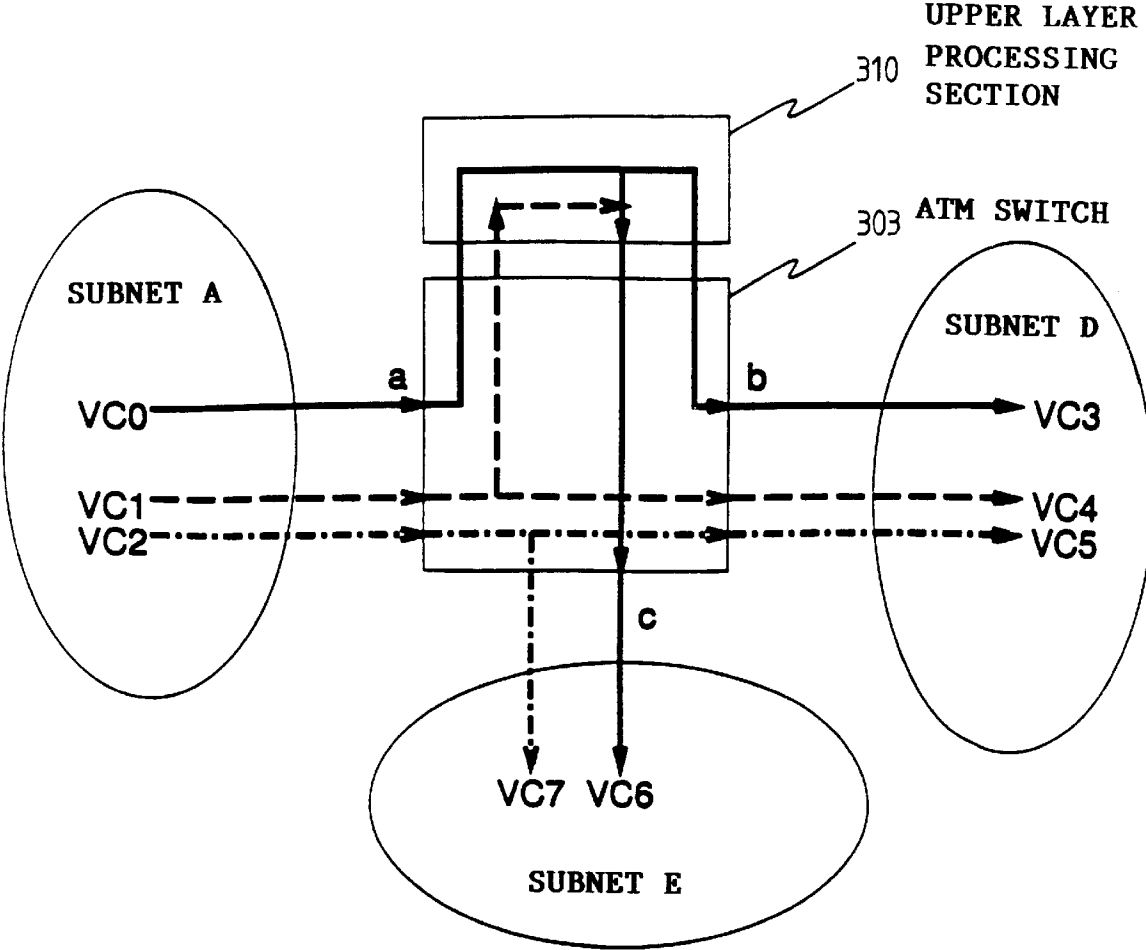 UPPER LAYER
PROCESSING
SECTION
310
303
ATM SWITCH
SUBNET A
SUBNET D
a
b
VC0
VC3
VC1
VC4
VC2
VC5
c
VC7 VC6
SUBNET E